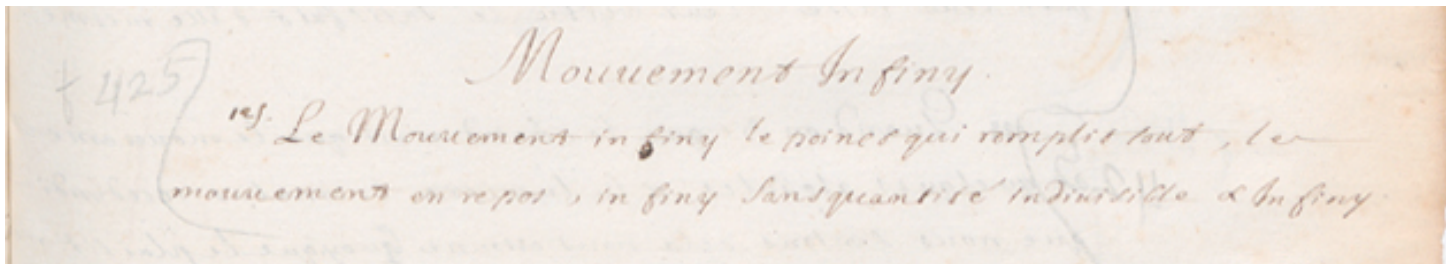 Mouuement Infiny.
f 425
res. Le Mouuement infiny le poinct qui remplit tout, le
mouuement en repos, infiny sans quantité indiuisible & Infiny